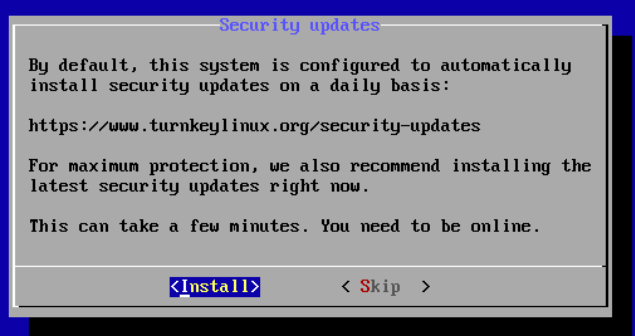 Security updates
By default, this system is configured to automatically
install security updates on a daily basis:
https://www.turnkeylinux.org/security-updates
For maximum protection, we also recommend installing the
latest security updates right now.
This can take a few minutes. You need to be online.
<Install> < Skip >